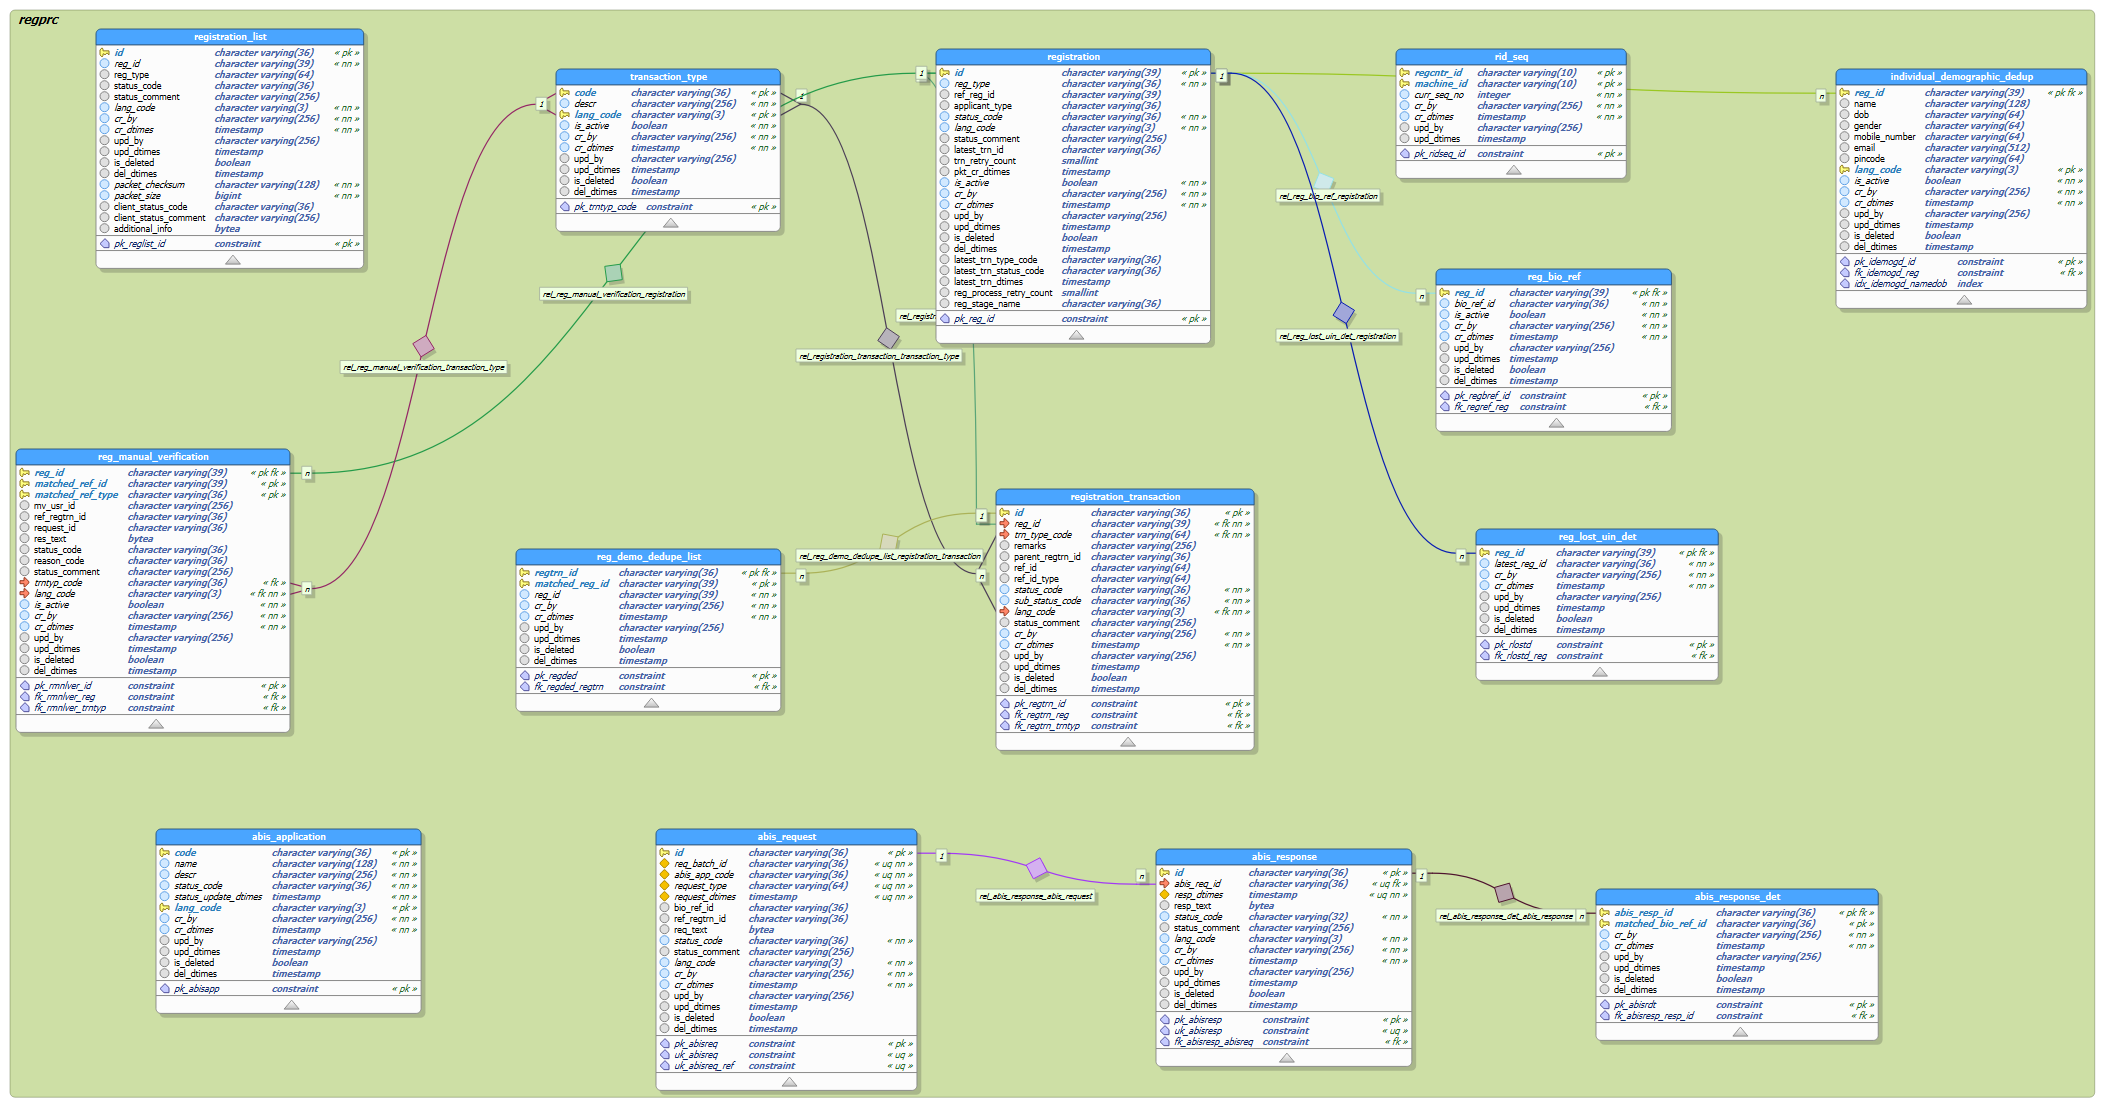 regprc
registration_list
id character varying(36) « pk »
reg_id character varying(39) « nn »
reg_type character varying(64)
status_code character varying(36)
status_comment character varying(256)
lang_code character varying(3) « nn »
cr_by character varying(256) « nn »
cr_dtimes timestamp « nn »
upd_by character varying(256)
upd_dtimes timestamp
is_deleted boolean
del_dtimes timestamp
packet_checksum character varying(128) « nn »
packet_size bigint « nn »
client_status_code character varying(36)
client_status_comment character varying(256)
additional_info bytea
pk_reglist_id constraint « pk »
transaction_type
code character varying(36) « pk »
descr character varying(256) « nn »
lang_code character varying(3) « pk »
is_active boolean « nn »
cr_by character varying(256) « nn »
cr_dtimes timestamp « nn »
upd_by character varying(256)
upd_dtimes timestamp
is_deleted boolean
del_dtimes timestamp
pk_trntyp_code constraint « pk »
registration
id character varying(39) « pk »
reg_type character varying(36) « nn »
ref_reg_id character varying(39)
applicant_type character varying(36)
status_code character varying(36) « nn »
lang_code character varying(3) « nn »
status_comment character varying(256)
latest_trn_id character varying(36)
trn_retry_count smallint
pkt_cr_dtimes timestamp
is_active boolean « nn »
cr_by character varying(256) « nn »
cr_dtimes timestamp « nn »
upd_by character varying(256)
upd_dtimes timestamp
is_deleted boolean
del_dtimes timestamp
latest_trn_type_code character varying(36)
latest_trn_status_code character varying(36)
latest_trn_dtimes timestamp
reg_process_retry_count smallint
reg_stage_name character varying(36)
pk_reg_id constraint « pk »
rid_seq
regcntr_id character varying(10) « pk »
machine_id character varying(10) « pk »
curr_seq_no integer « nn »
cr_by character varying(256) « nn »
cr_dtimes timestamp « nn »
upd_by character varying(256)
upd_dtimes timestamp
pk_ridseq_id constraint « pk »
individual_demographic_dedup
reg_id character varying(39) « pk fk »
name character varying(128)
dob character varying(64)
gender character varying(64)
mobile_number character varying(64)
email character varying(512)
pincode character varying(64)
lang_code character varying(3) « pk »
is_active boolean « nn »
cr_by character varying(256) « nn »
cr_dtimes timestamp « nn »
upd_by character varying(256)
upd_dtimes timestamp
is_deleted boolean
del_dtimes timestamp
pk_idemogd_id constraint « pk »
fk_idemogd_reg constraint « fk »
idx_idemogd_namedob index
1
1
1
1
n
rel_reg_bio_ref_registration
rel_reg_manual_verification_registration
rel_registr
rel_registration_transaction_transaction_type
rel_reg_lost_uin_det_registration
rel_reg_manual_verification_transaction_type
n
reg_bio_ref
reg_id character varying(39) « pk fk »
bio_ref_id character varying(36) « nn »
is_active boolean « nn »
cr_by character varying(256) « nn »
cr_dtimes timestamp « nn »
upd_by character varying(256)
upd_dtimes timestamp
is_deleted boolean
del_dtimes timestamp
pk_regbref_id constraint « pk »
fk_regref_reg constraint « fk »
reg_manual_verification
reg_id character varying(39) « pk fk »
matched_ref_id character varying(39) « pk »
matched_ref_type character varying(36) « pk »
mv_usr_id character varying(256)
ref_regtrn_id character varying(36)
request_id character varying(36)
res_text bytea
status_code character varying(36)
reason_code character varying(36)
status_comment character varying(256)
trntyp_code character varying(36) « fk »
lang_code character varying(3) « fk nn »
is_active boolean « nn »
cr_by character varying(256) « nn »
cr_dtimes timestamp « nn »
upd_by character varying(256)
upd_dtimes timestamp
is_deleted boolean
del_dtimes timestamp
pk_rmnlver_id constraint « pk »
fk_rmnlver_reg constraint « fk »
fk_rmnlver_trntyp constraint « fk »
n
n
reg_demo_dedupe_list
regtrn_id character varying(36) « pk fk »
matched_reg_id character varying(39) « pk »
reg_id character varying(39) « nn »
cr_by character varying(256) « nn »
cr_dtimes timestamp « nn »
upd_by character varying(256)
upd_dtimes timestamp
is_deleted boolean
del_dtimes timestamp
pk_regded constraint « pk »
fk_regded_regtrn constraint « fk »
n
rel_reg_demo_dedupe_list_registration_transaction
1
n
registration_transaction
id character varying(36) « pk »
reg_id character varying(39) « fk nn »
trn_type_code character varying(64) « fk nn »
remarks character varying(256)
parent_regtrn_id character varying(36)
ref_id character varying(64)
ref_id_type character varying(64)
status_code character varying(36) « nn »
sub_status_code character varying(36) « nn »
lang_code character varying(3) « fk nn »
status_comment character varying(256)
cr_by character varying(256) « nn »
cr_dtimes timestamp « nn »
upd_by character varying(256)
upd_dtimes timestamp
is_deleted boolean
del_dtimes timestamp
pk_regtrn_id constraint « pk »
fk_regtrn_reg constraint « fk »
fk_regtrn_trntyp constraint « fk »
n
reg_lost_uin_det
reg_id character varying(39) « pk fk »
latest_reg_id character varying(36) « nn »
cr_by character varying(256) « nn »
cr_dtimes timestamp « nn »
upd_by character varying(256)
upd_dtimes timestamp
is_deleted boolean
del_dtimes timestamp
pk_rlostd constraint « pk »
fk_rlostd_reg constraint « fk »
abis_application
code character varying(36) « pk »
name character varying(128) « nn »
descr character varying(256) « nn »
status_code character varying(36) « nn »
status_update_dtimes timestamp « nn »
lang_code character varying(3) « pk »
cr_by character varying(256) « nn »
cr_dtimes timestamp « nn »
upd_by character varying(256)
upd_dtimes timestamp
is_deleted boolean
del_dtimes timestamp
pk_abisapp constraint « pk »
abis_request
id character varying(36) « pk »
req_batch_id character varying(36) « uq nn »
abis_app_code character varying(36) « uq nn »
request_type character varying(64) « uq nn »
request_dtimes timestamp « uq nn »
bio_ref_id character varying(36)
ref_regtrn_id character varying(36)
req_text bytea
status_code character varying(36) « nn »
status_comment character varying(256)
lang_code character varying(3) « nn »
cr_by character varying(256) « nn »
cr_dtimes timestamp « nn »
upd_by character varying(256)
upd_dtimes timestamp
is_deleted boolean
del_dtimes timestamp
pk_abisreq constraint « pk »
uk_abisreq constraint « uq »
uk_abisreq_ref constraint « uq »
1
rel_abis_response_abis_request
n
abis_response
id character varying(36) « pk »
abis_req_id character varying(36) « uq fk »
resp_dtimes timestamp « uq nn »
resp_text bytea
status_code character varying(32) « nn »
status_comment character varying(256)
lang_code character varying(3) « nn »
cr_by character varying(256) « nn »
cr_dtimes timestamp « nn »
upd_by character varying(256)
upd_dtimes timestamp
is_deleted boolean
del_dtimes timestamp
pk_abisresp constraint « pk »
uk_abisresp constraint « uq »
fk_abisresp_abisreq constraint « fk »
1
rel_abis_response_det_abis_response
n
abis_response_det
abis_resp_id character varying(36) « pk fk »
matched_bio_ref_id character varying(36) « pk »
cr_by character varying(256) « nn »
cr_dtimes timestamp « nn »
upd_by character varying(256)
upd_dtimes timestamp
is_deleted boolean
del_dtimes timestamp
pk_abisrdt constraint « pk »
fk_abisresp_resp_id constraint « fk »